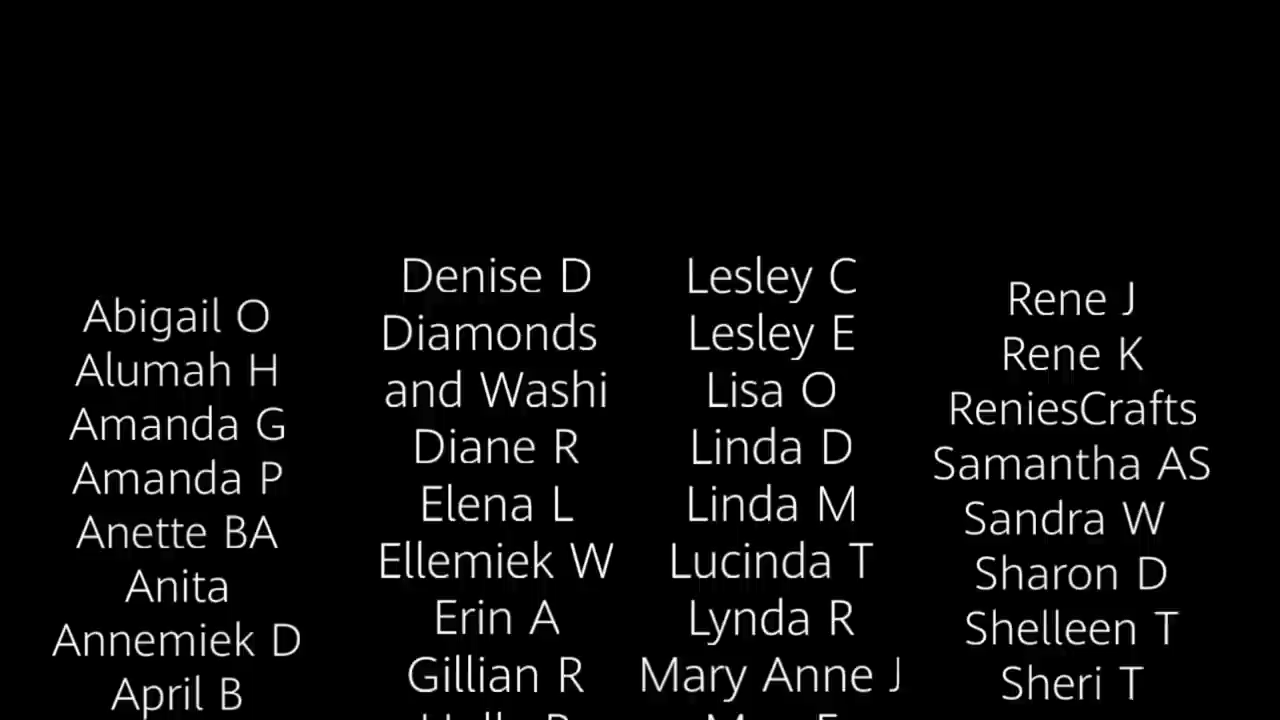 Abigail O
Alumah H
Amanda G
Amanda P
Anette BA
Anita
Annemiek D
April B
Denise D
Diamonds
and Washi
Diane R
Elena L
Ellemiek W
Erin A
Gillian R
Lesley C
Lesley E
Lisa O
Linda D
Linda M
Lucinda T
Lynda R
Mary Anne J
Rene J
Rene K
ReniesCrafts
Samantha AS
Sandra W
Sharon D
Shelleen T
Sheri T